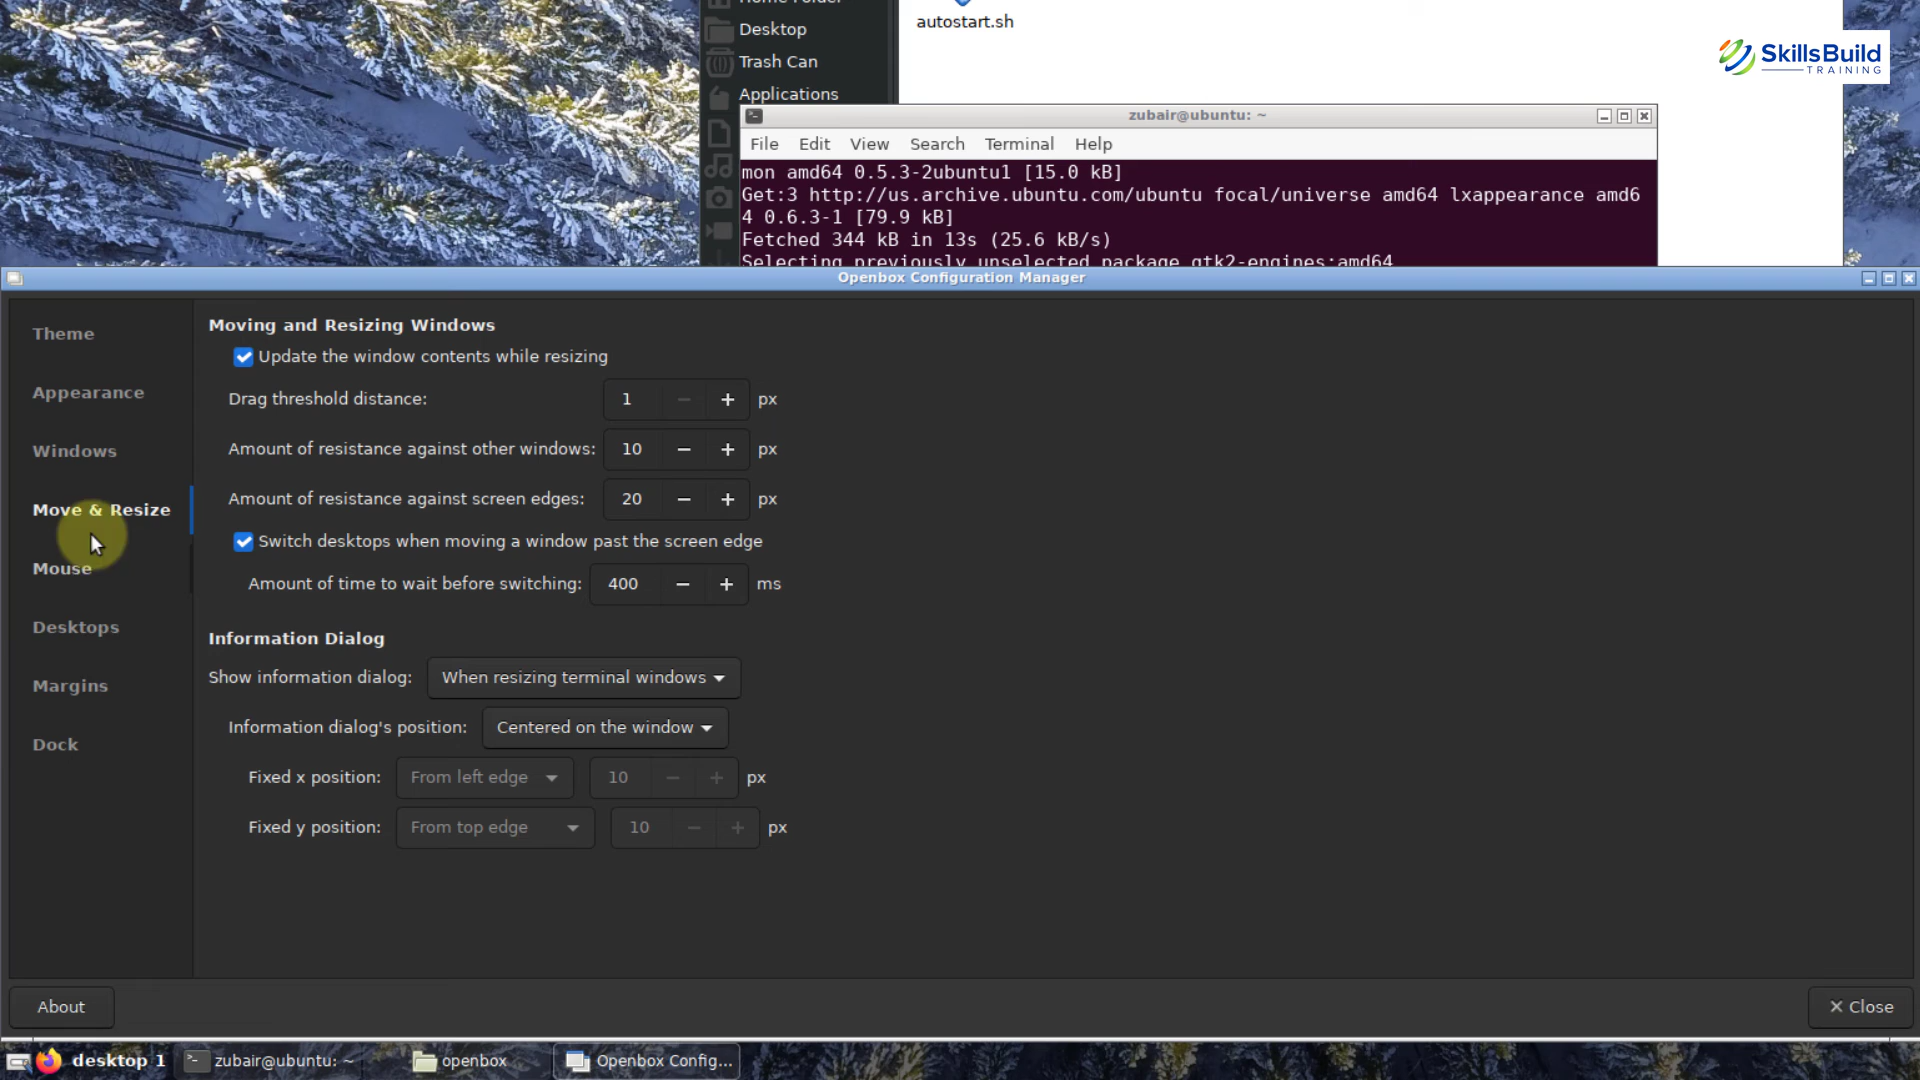 Desktop
Trash Can
Applications
autostart.sh
SkillsBuild
TRAINING
zubair@ubuntu: ~
File Edit View Search Terminal Help
mon amd64 0.5.3-2ubuntu1 [15.0 kB]
Get:3 http://us.archive.ubuntu.com/ubuntu focal/universe amd64 lxappearance amd6
4 0.6.3-1 [79.9 kB]
Fetched 344 kB in 13s (25.6 kB/s)
Selecting previously unselected package gtk2-engines:amd64
Openbox Configuration Manager
Theme
Appearance
Windows
Move & Resize
Mouse
Desktops
Margins
Dock
Moving and Resizing Windows
Update the window contents while resizing
Drag threshold distance: 1 − + px
Amount of resistance against other windows: 10 − + px
Amount of resistance against screen edges: 20 − + px
Switch desktops when moving a window past the screen edge
Amount of time to wait before switching: 400 − + ms
Information Dialog
Show information dialog: When resizing terminal windows
Information dialog's position: Centered on the window
Fixed x position: From left edge 10 − + px
Fixed y position: From top edge 10 − + px
About
Close
desktop 1 zubair@ubuntu: ~ openbox Openbox Config...